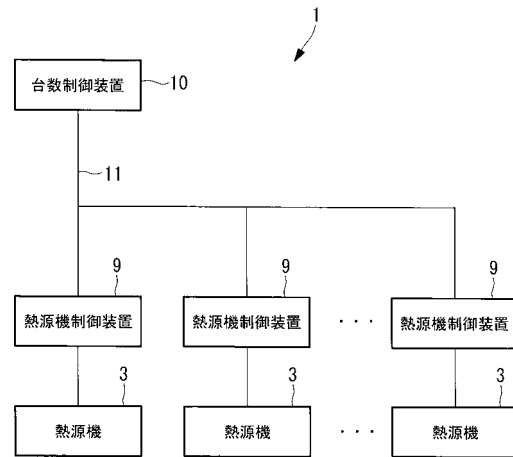 1
台数制御装置 10
11
9 9 9
熱源機制御装置 熱源機制御装置 ・・・ 熱源機制御装置
3 3 3
熱源機 熱源機 ・・・ 熱源機